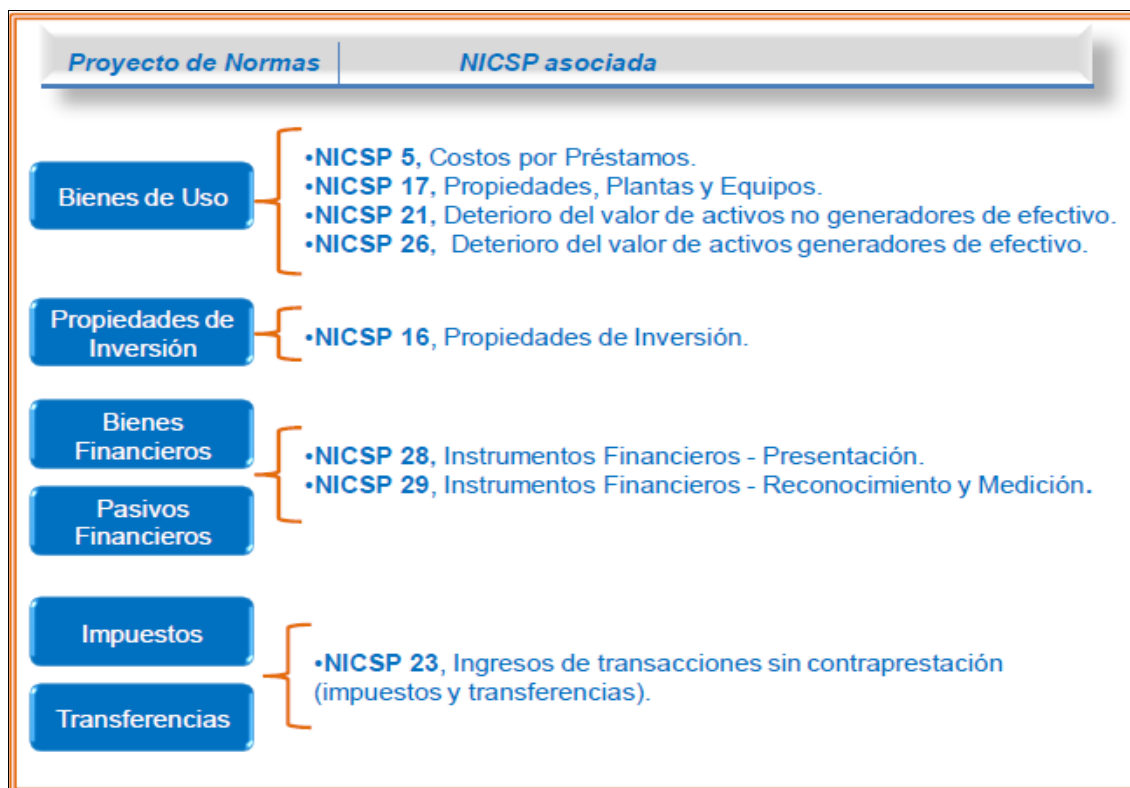 Proyecto de Normas
NICSP asociada
Bienes de Uso
•NICSP 5, Costos por Préstamos.
•NICSP 17, Propiedades, Plantas y Equipos.
•NICSP 21, Deterioro del valor de activos no generadores de efectivo.
•NICSP 26, Deterioro del valor de activos generadores de efectivo.
Propiedades de
Inversión
•NICSP 16, Propiedades de Inversión.
Bienes
Financieros
Pasivos
Financieros
•NICSP 28, Instrumentos Financieros - Presentación.
•NICSP 29, Instrumentos Financieros - Reconocimiento y Medición.
Impuestos
Transferencias
•NICSP 23, Ingresos de transacciones sin contraprestación
(impuestos y transferencias).